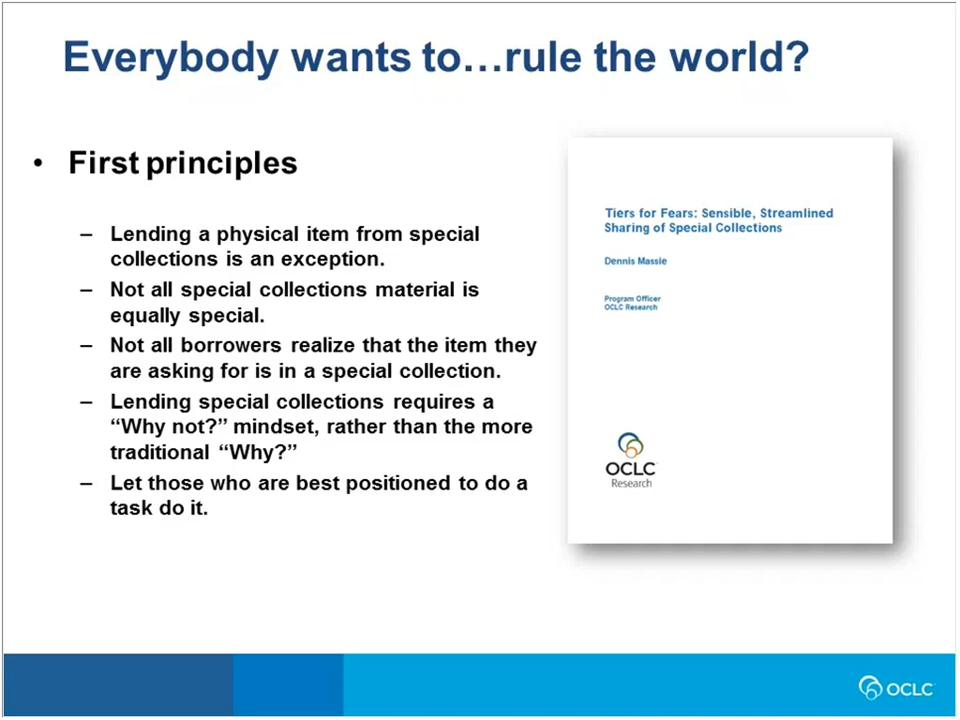 Everybody wants to…rule the world?
• First principles
– Lending a physical item from special
collections is an exception.
– Not all special collections material is
equally special.
– Not all borrowers realize that the item they
are asking for is in a special collection.
– Lending special collections requires a
“Why not?” mindset, rather than the more
traditional “Why?”
– Let those who are best positioned to do a
task do it.
Tiers for Fears: Sensible, Streamlined
Sharing of Special Collections
Dennis Massie
Program Officer
OCLC Research
OCLC
Research
OCLC